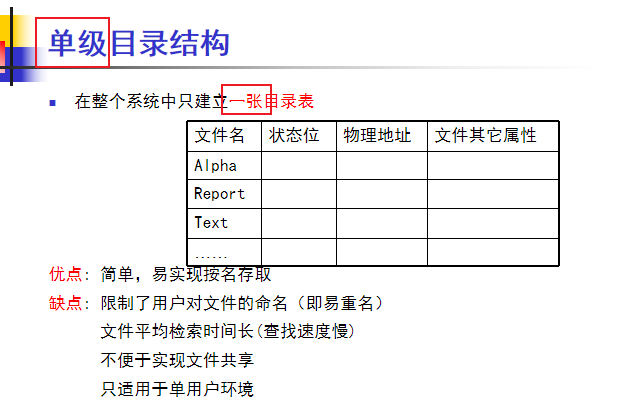 单级目录结构
在整个系统中只建立一张目录表
文件名 状态位 物理地址 文件其它属性
Alpha
Report
Text
……
优点: 简单，易实现按名存取
缺点: 限制了用户对文件的命名（即易重名）
文件平均检索时间长(查找速度慢)
不便于实现文件共享
只适用于单用户环境